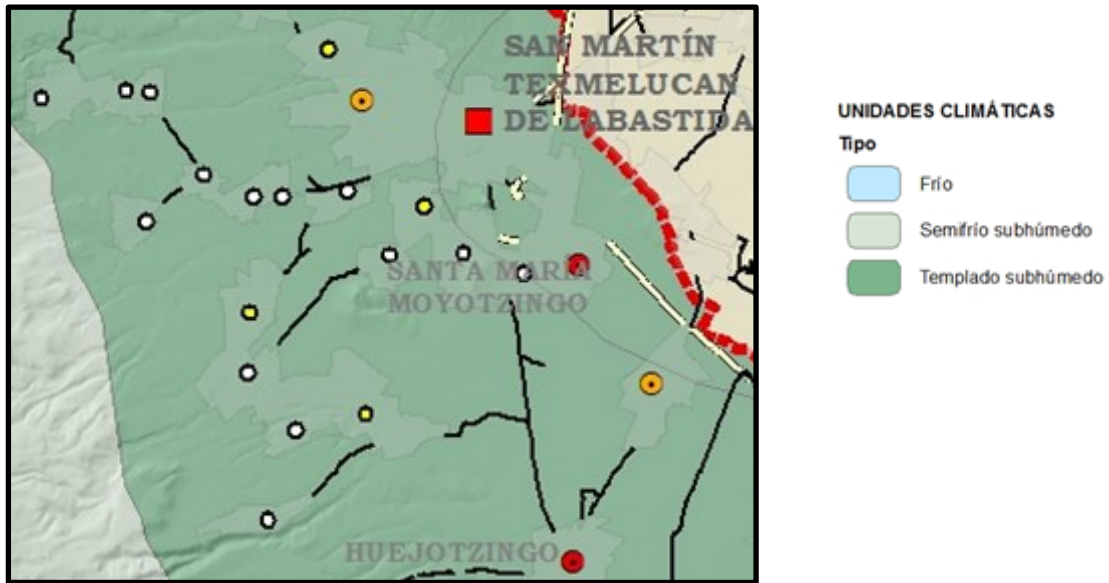 SAN MARTÍN
TEXMELUCAN
DE LABASTIDA
SANTA MARÍA
MOYOTZINGO
HUEJOTZINGO
UNIDADES CLIMÁTICAS
Tipo
Frío
Semifrío subhúmedo
Templado subhúmedo